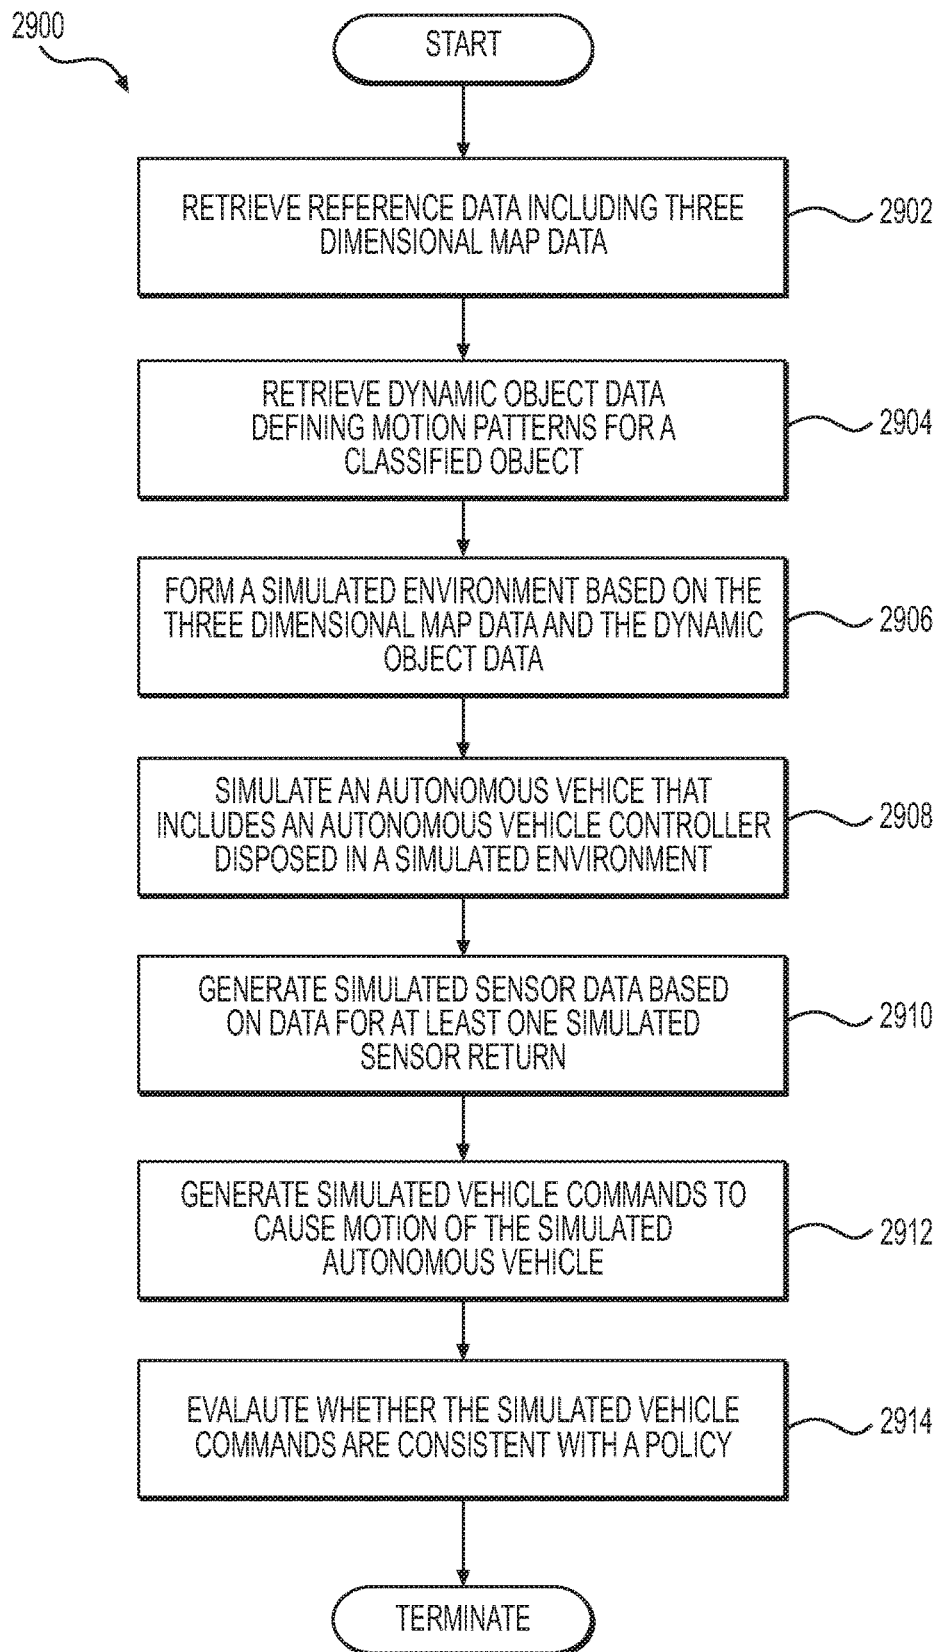 2900
START
RETRIEVE REFERENCE DATA INCLUDING THREE
DIMENSIONAL MAP DATA
2902
RETRIEVE DYNAMIC OBJECT DATA
DEFINING MOTION PATTERNS FOR A
CLASSIFIED OBJECT
2904
FORM A SIMULATED ENVIRONMENT BASED ON THE
THREE DIMENSIONAL MAP DATA AND THE DYNAMIC
OBJECT DATA
2906
SIMULATE AN AUTONOMOUS VEHICE THAT
INCLUDES AN AUTONOMOUS VEHICLE CONTROLLER
DISPOSED IN A SIMULATED ENVIRONMENT
2908
GENERATE SIMULATED SENSOR DATA BASED
ON DATA FOR AT LEAST ONE SIMULATED
SENSOR RETURN
2910
GENERATE SIMULATED VEHICLE COMMANDS TO
CAUSE MOTION OF THE SIMULATED
AUTONOMOUS VEHICLE
2912
EVALAUTE WHETHER THE SIMULATED VEHICLE
COMMANDS ARE CONSISTENT WITH A POLICY
2914
TERMINATE